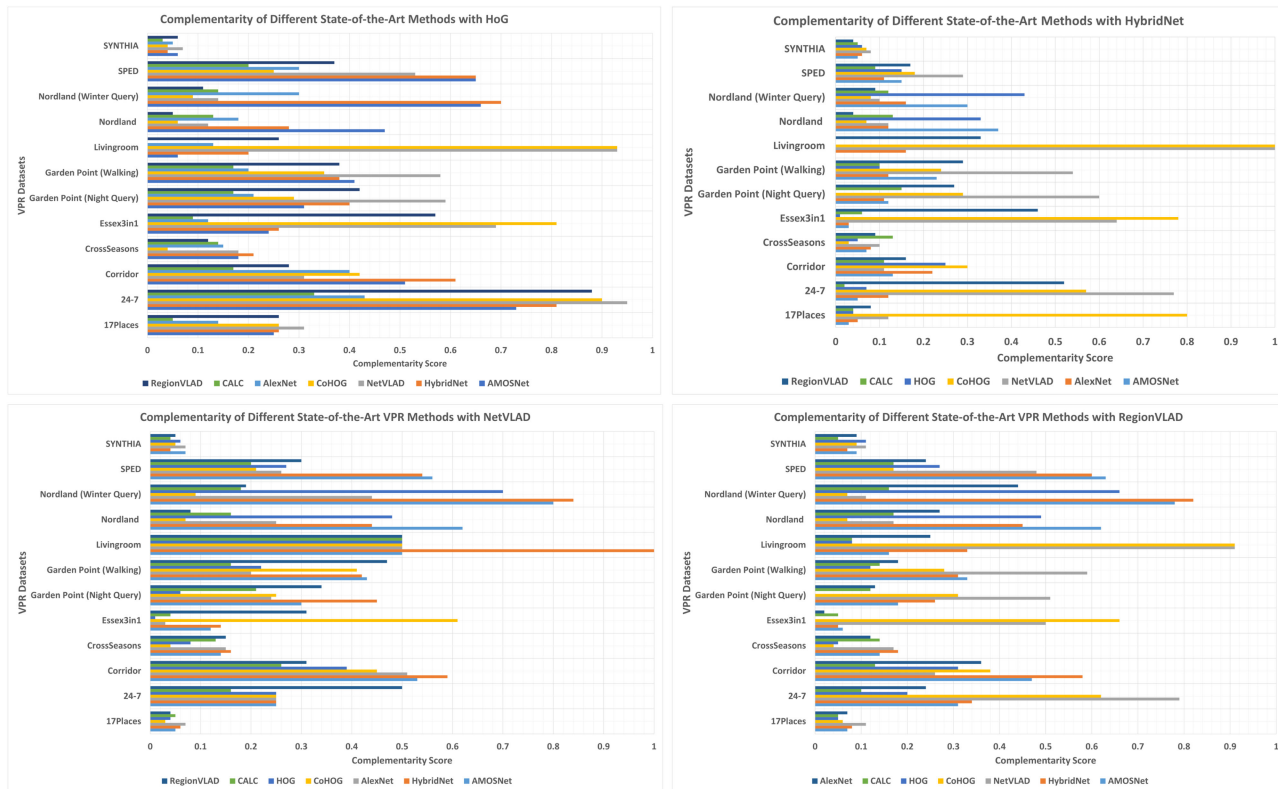 Complementarity of Different State-of-the-Art Methods with HoG
VPR Datasets
SYNTHIA
SPED
Nordland (Winter Query)
Nordland
Livingroom
Garden Point (Walking)
Garden Point (Night Query)
Essex3in1
CrossSeasons
Corridor
24-7
17Places
0 0.1 0.2 0.3 0.4 0.5 0.6 0.7 0.8 0.9 1
Complementarity Score
RegionVLAD CALC AlexNet CoHOG NetVLAD HybridNet AMOSNet
Complementarity of Different State-of-the-Art Methods with HybridNet
VPR Datasets
SYNTHIA
SPED
Nordland (Winter Query)
Nordland
Livingroom
Garden Point (Walking)
Garden Point (Night Query)
Essex3in1
CrossSeasons
Corridor
24-7
17Places
0 0.1 0.2 0.3 0.4 0.5 0.6 0.7 0.8 0.9 1
Complementarity Score
RegionVLAD CALC HOG CoHOG NetVLAD AlexNet AMOSNet
Complementarity of Different State-of-the-Art VPR Methods with NetVLAD
VPR Datasets
SYNTHIA
SPED
Nordland (Winter Query)
Nordland
Livingroom
Garden Point (Walking)
Garden Point (Night Query)
Essex3in1
CrossSeasons
Corridor
24-7
17Places
0 0.1 0.2 0.3 0.4 0.5 0.6 0.7 0.8 0.9 1
Complementarity Score
RegionVLAD CALC HOG CoHOG AlexNet HybridNet AMOSNet
Complementarity of Different State-of-the-Art VPR Methods with RegionVLAD
VPR Datasets
SYNTHIA
SPED
Nordland (Winter Query)
Nordland
Livingroom
Garden Point (Walking)
Garden Point (Night Query)
Essex3in1
CrossSeasons
Corridor
24-7
17Places
0 0.1 0.2 0.3 0.4 0.5 0.6 0.7 0.8 0.9 1
Complementarity Score
AlexNet CALC HOG CoHOG NetVLAD HybridNet AMOSNet